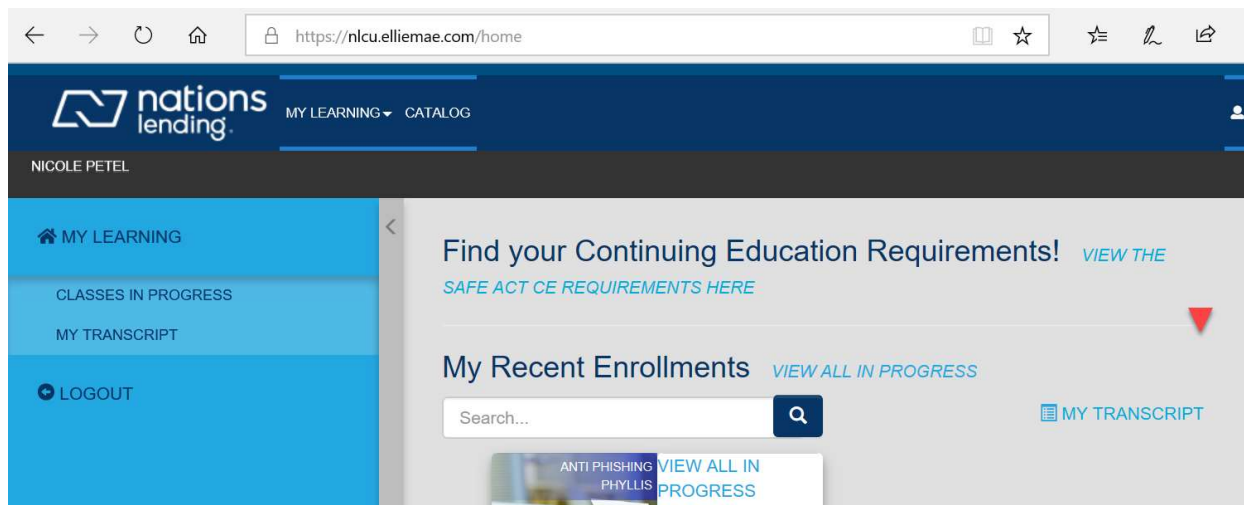 https://nlcu.elliemae.com/home
nations
lending.
MY LEARNING CATALOG
NICOLE PETEL
MY LEARNING
CLASSES IN PROGRESS
MY TRANSCRIPT
LOGOUT
Find your Continuing Education Requirements! VIEW THE
SAFE ACT CE REQUIREMENTS HERE
My Recent Enrollments VIEW ALL IN PROGRESS
Search...
MY TRANSCRIPT
ANTI PHISHING
PHYLLIS
VIEW ALL IN
PROGRESS